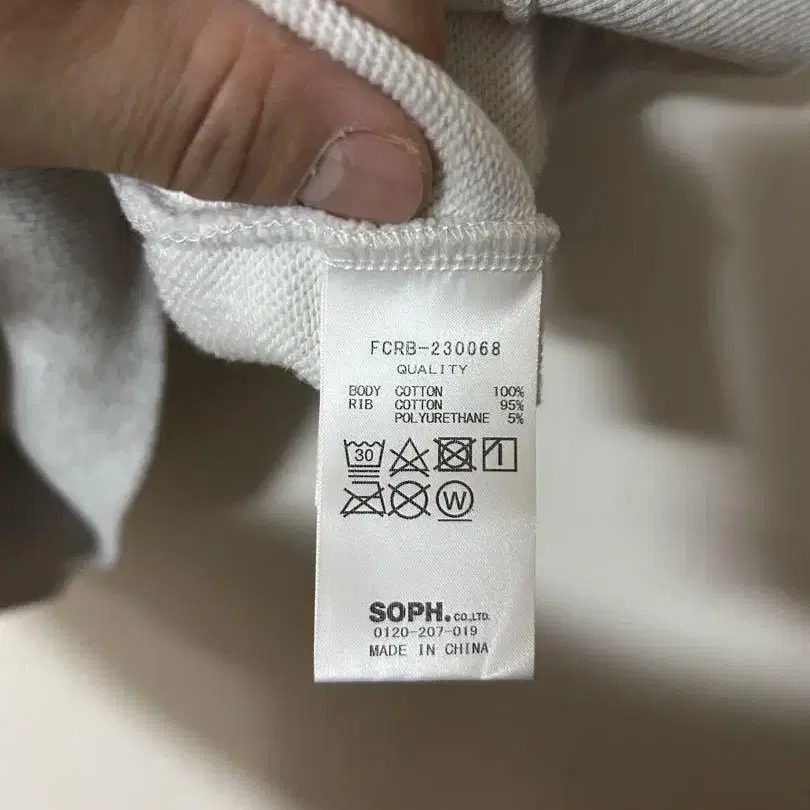 FCRB-230068
QUALITY
BODY COTTON 100%
RIB COTTON 95%
POLYURETHANE 5%
30
W
SOPH. CO.,LTD.
0120-207-019
MADE IN CHINA